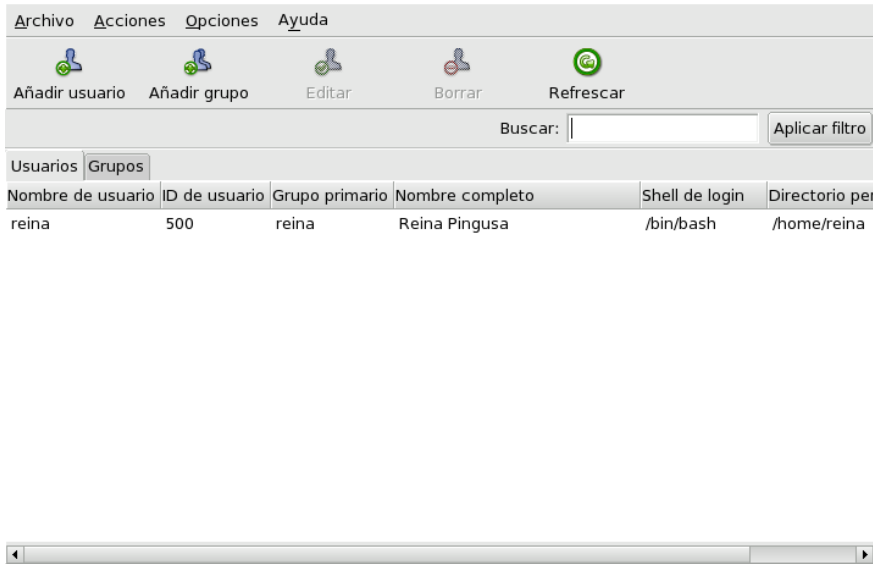 Archivo Acciones Opciones Ayuda
Añadir usuario Añadir grupo Editar Borrar Refrescar
Buscar: Aplicar filtro
Usuarios Grupos
Nombre de usuario ID de usuario Grupo primario Nombre completo Shell de login Directorio per
reina 500 reina Reina Pingusa /bin/bash /home/reina